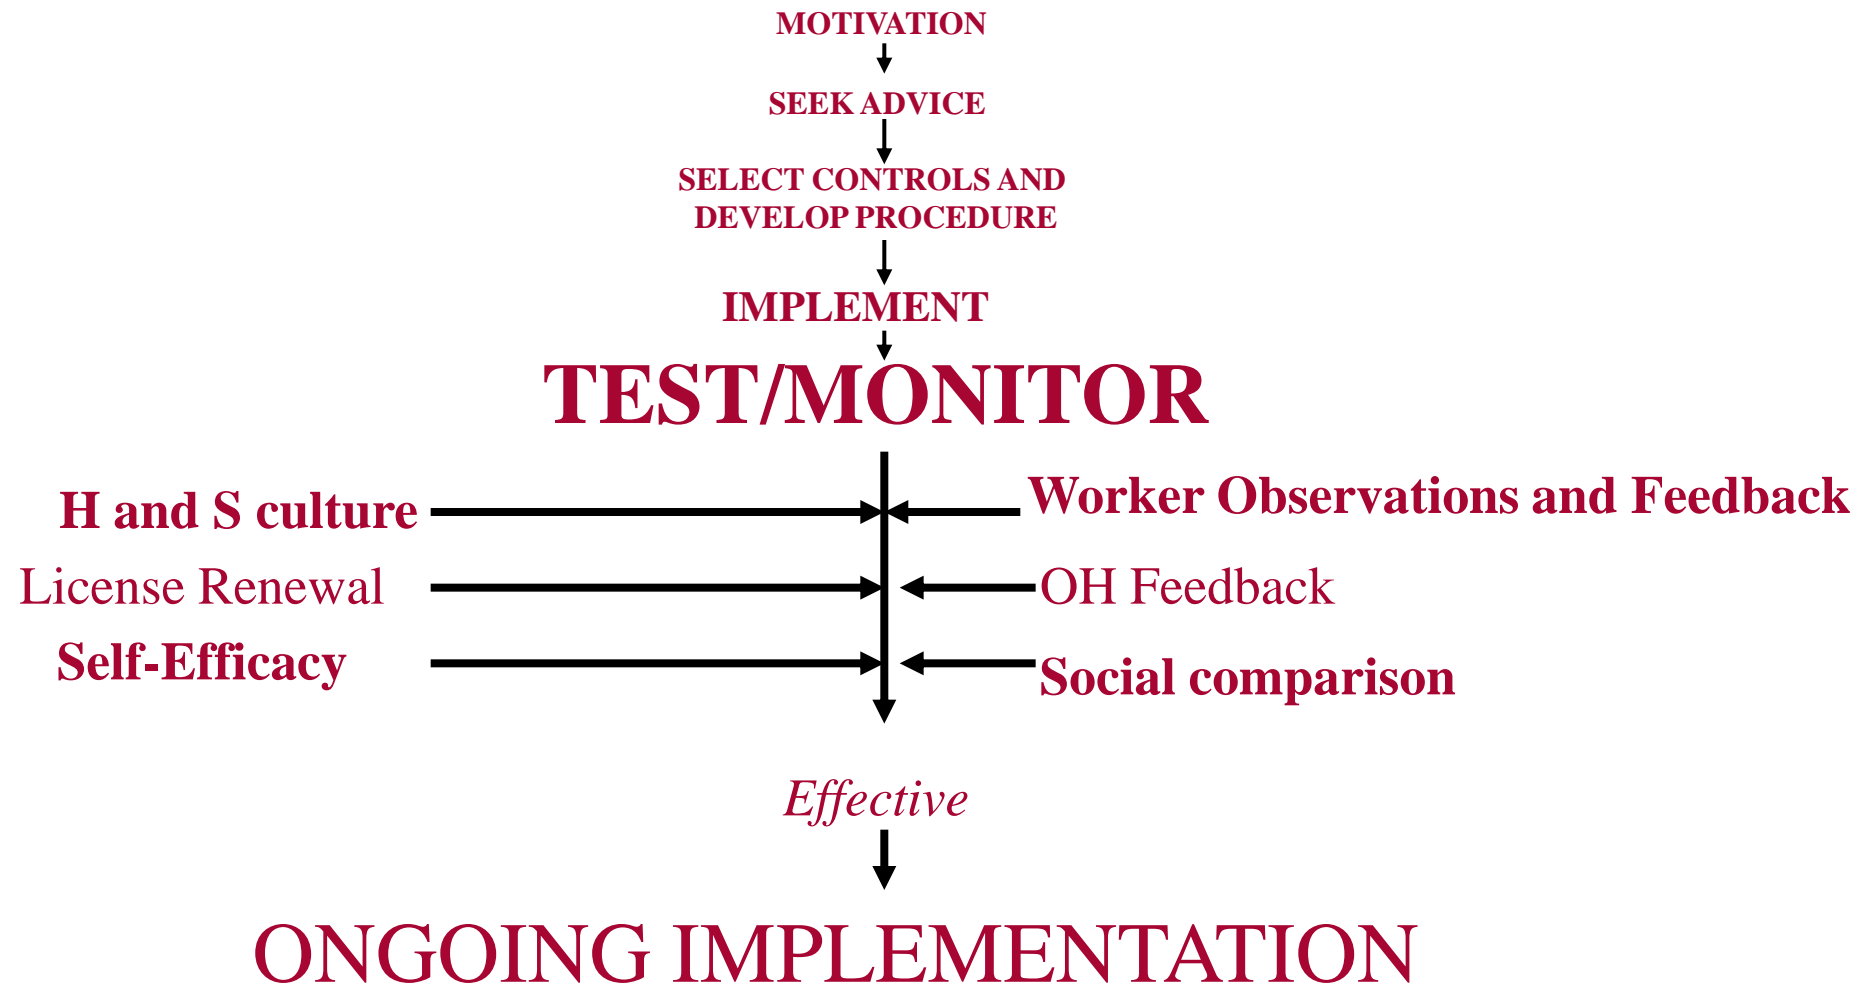 MOTIVATION
SEEK ADVICE
SELECT CONTROLS AND
DEVELOP PROCEDURE
IMPLEMENT
TEST/MONITOR
H and S culture
Worker Observations and Feedback
License Renewal
OH Feedback
Self-Efficacy
Social comparison
Effective
ONGOING IMPLEMENTATION